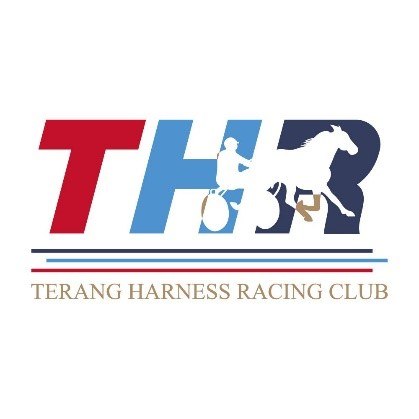 THR
TERANG HARNESS RACING CLUB